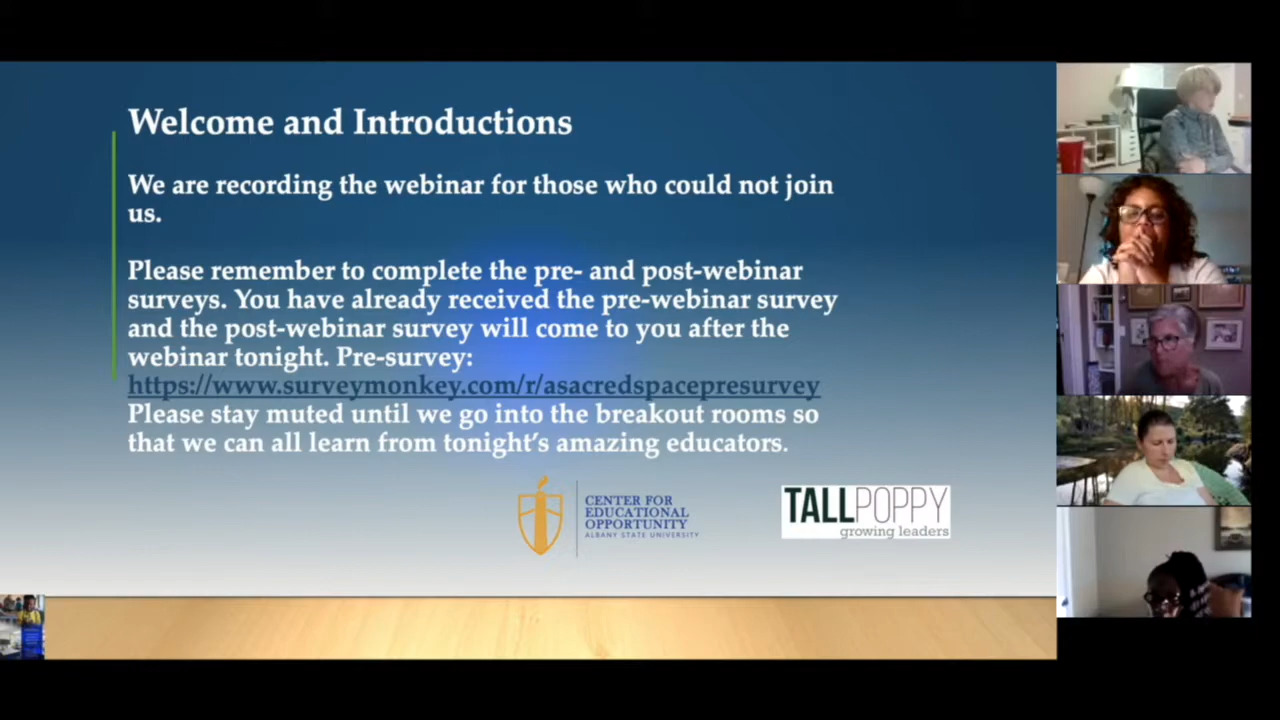 Welcome and Introductions
We are recording the webinar for those who could not join
us.
Please remember to complete the pre- and post-webinar
surveys. You have already received the pre-webinar survey
and the post-webinar survey will come to you after the
webinar tonight. Pre-survey:
https://www.surveymonkey.com/r/asacredspacepresurvey
Please stay muted until we go into the breakout rooms so
that we can all learn from tonight's amazing educators.
CENTER FOR
EDUCATIONAL
OPPORTUNITY
ALBANY STATE UNIVERSITY
TALLPOPPY
growing leaders